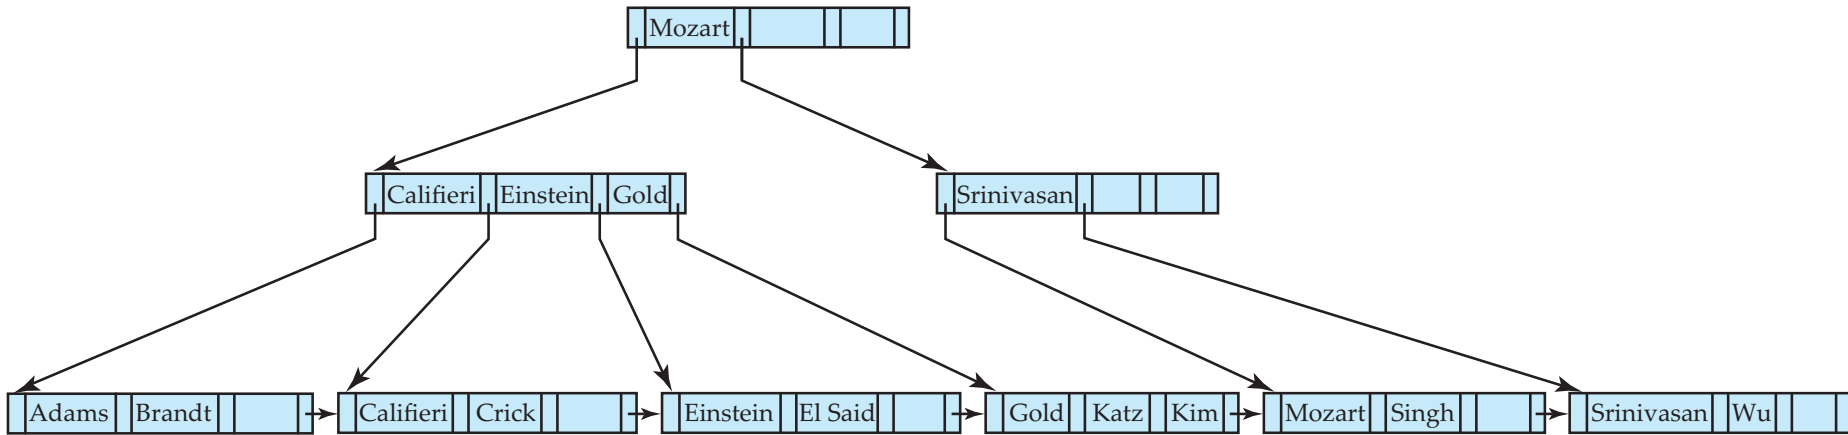 Mozart
Califieri Einstein Gold Srinivasan
Adams Brandt Califieri Crick Einstein El Said Gold Katz Kim Mozart Singh Srinivasan Wu